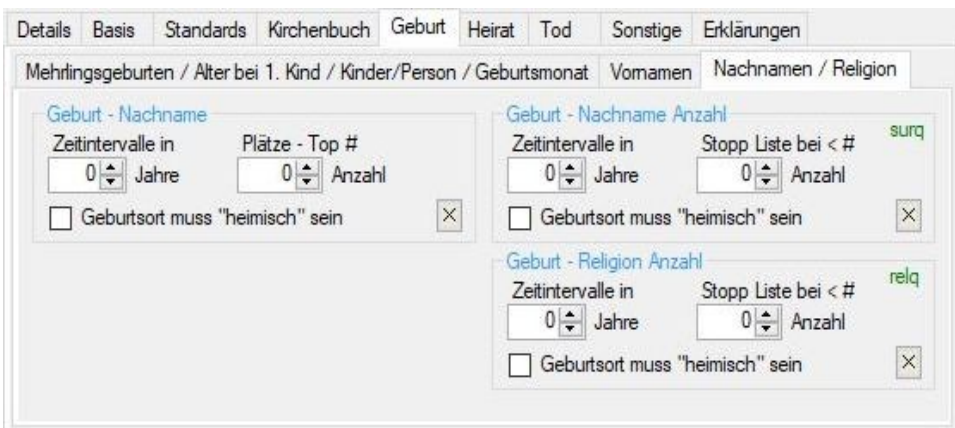 Details Basis Standards Kirchenbuch Geburt Heirat Tod Sonstige Erklärungen
Mehrlingsgeburten / Alter bei 1. Kind / Kinder/Person / Geburtsmonat Vornamen Nachnamen / Religion
Geburt - Nachname
Zeitintervalle in Plätze - Top #
0 Jahre 0 Anzahl
Geburtsort muss "heimisch" sein
Geburt - Nachname Anzahl
surq
Zeitintervalle in Stopp Liste bei < #
0 Jahre 0 Anzahl
Geburtsort muss "heimisch" sein
Geburt - Religion Anzahl
relq
Zeitintervalle in Stopp Liste bei < #
0 Jahre 0 Anzahl
Geburtsort muss "heimisch" sein